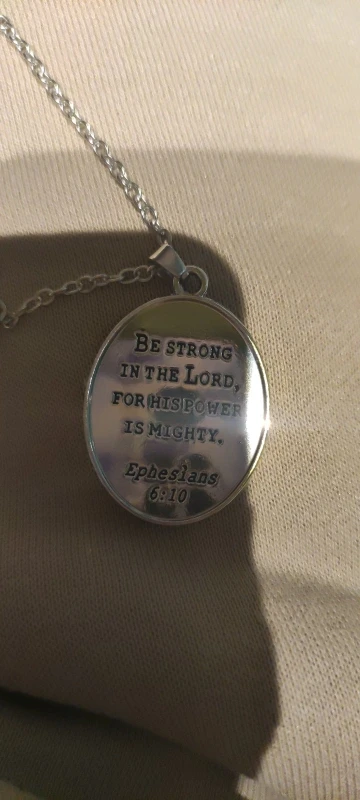 BE STRONG
IN THE LORD,
FOR HIS POWER
IS MIGHTY.
Ephesians
6:10